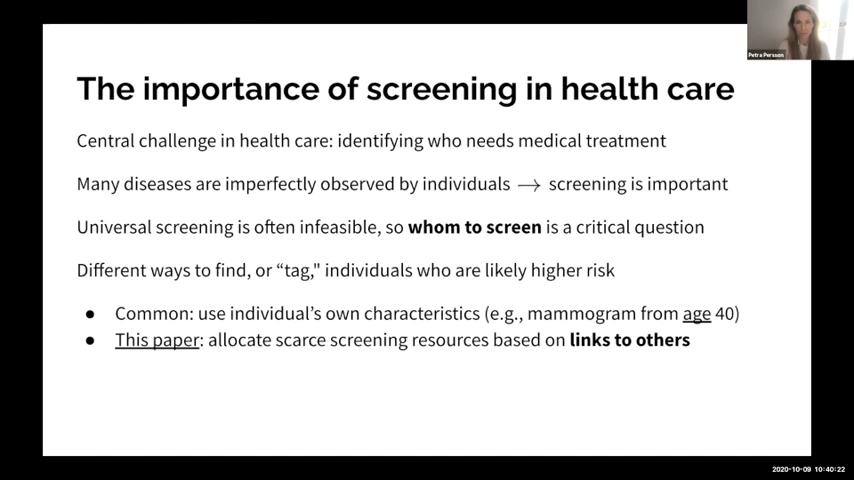 Petra Persson
The importance of screening in health care
Central challenge in health care: identifying who needs medical treatment
Many diseases are imperfectly observed by individuals → screening is important
Universal screening is often infeasible, so whom to screen is a critical question
Different ways to find, or “tag," individuals who are likely higher risk
● Common: use individual’s own characteristics (e.g., mammogram from age 40)
● This paper: allocate scarce screening resources based on links to others
2020-10-09 10:40:22